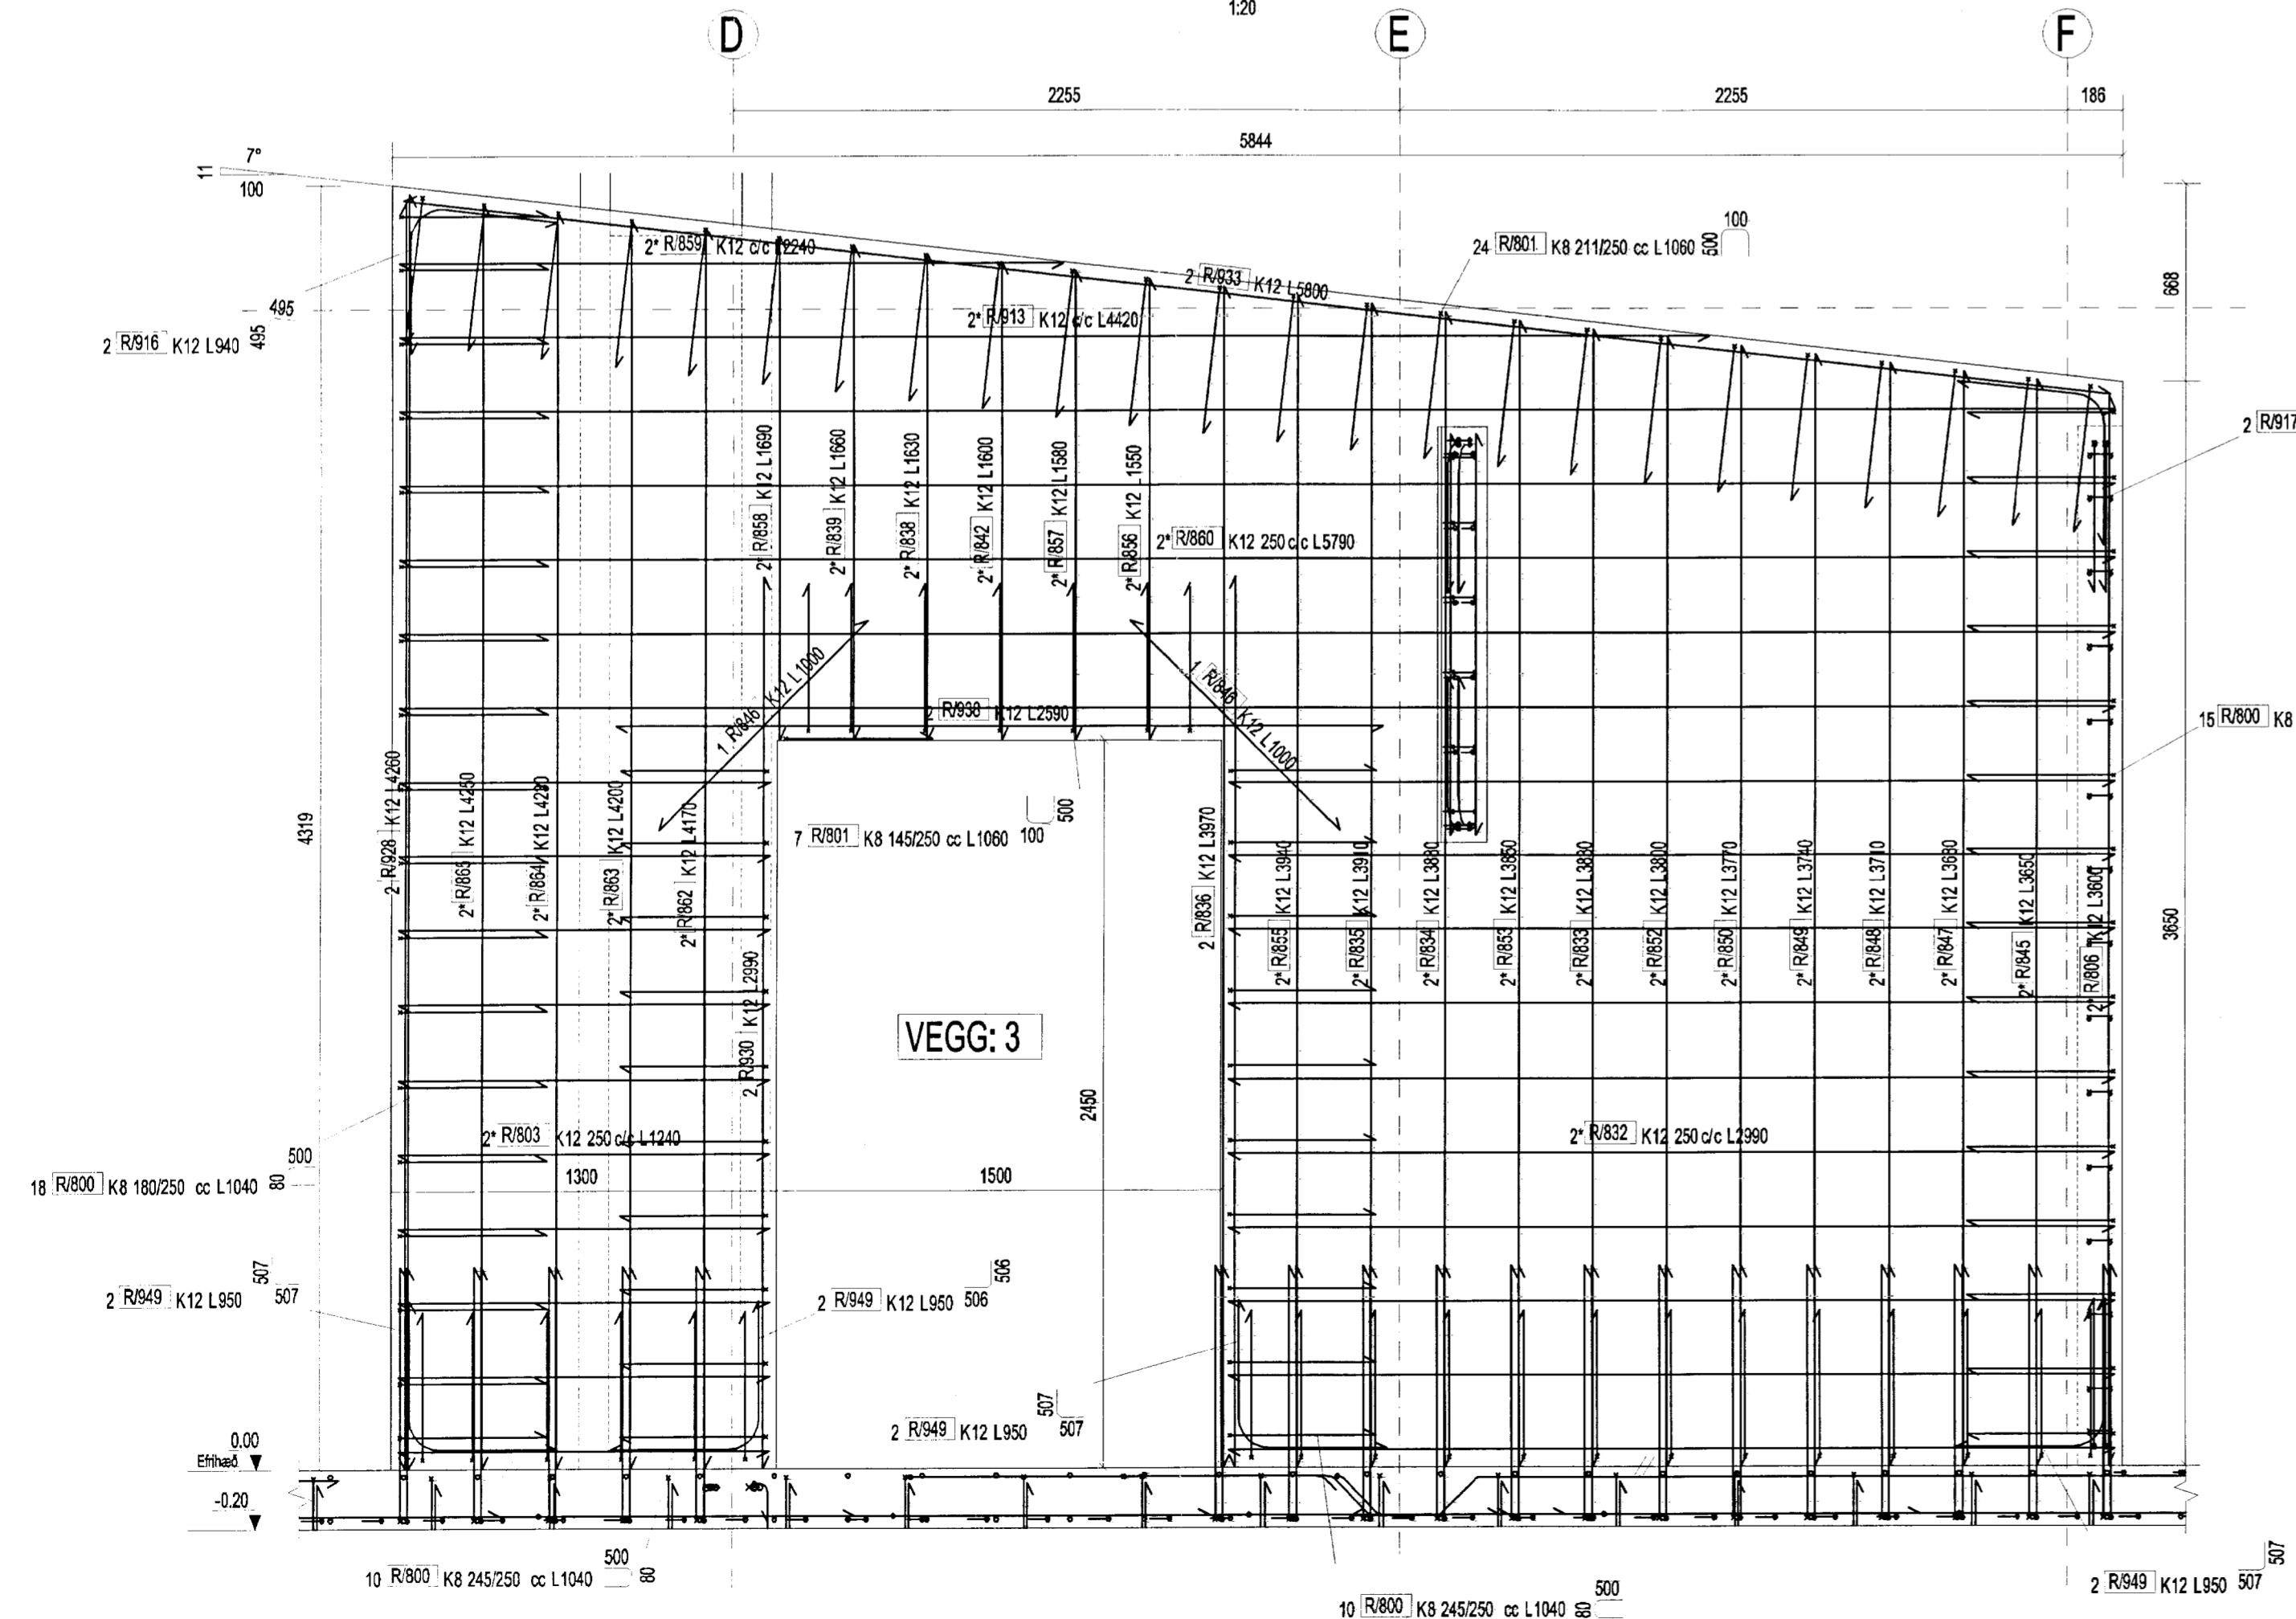 1:20
D
E
F
2255
2255
186
5844
7°
11
100
2* R/859 K12 c/c L2240
24 R/801 K8 211/250 cc L1060
500
100
2 R/933 K12 L5800
2* R/913 K12 c/c L4420
495
495
2 R/916 K12 L940
668
2 R/917
2* R/858 K12 L1690
2* R/839 K12 L1660
2* R/838 K12 L1630
2* R/842 K12 L1600
2* R/857 K12 L1580
2* R/856 K12 L1550
2* R/860 K12 250 c/c L5790
1 R/846 K12 L1000
1 R/846 K12 L1000
2 R/938 K12 L2590
15 R/800 K8
4319
2 R/928 K12 L4260
2* R/865 K12 L4250
2* R/864 K12 L4230
2* R/863 K12 L4200
2* R/862 K12 L4170
2 R/930 K12 L2990
7 R/801 K8 145/250 cc L1060
100
500
2 R/836 K12 L3970
2* R/855 K12 L3940
2* R/835 K12 L3910
2* R/834 K12 L3880
2* R/853 K12 L3850
2* R/833 K12 L3830
2* R/852 K12 L3800
2* R/850 K12 L3770
2* R/849 K12 L3740
2* R/848 K12 L3710
2* R/847 K12 L3680
2* R/845 K12 L3650
2* R/806 K12 L3600
3650
VEGG: 3
2450
2* R/803 K12 250 c/c L1240
2* R/832 K12 250 c/c L2990
1300
1500
500
18 R/800 K8 180/250 cc L1040
80
507
2 R/949 K12 L950
507
506
2 R/949 K12 L950
506
507
2 R/949 K12 L950
507
0.00
Efrihæð
-0.20
500
10 R/800 K8 245/250 cc L1040
80
500
10 R/800 K8 245/250 cc L1040
80
507
2 R/949 K12 L950
507